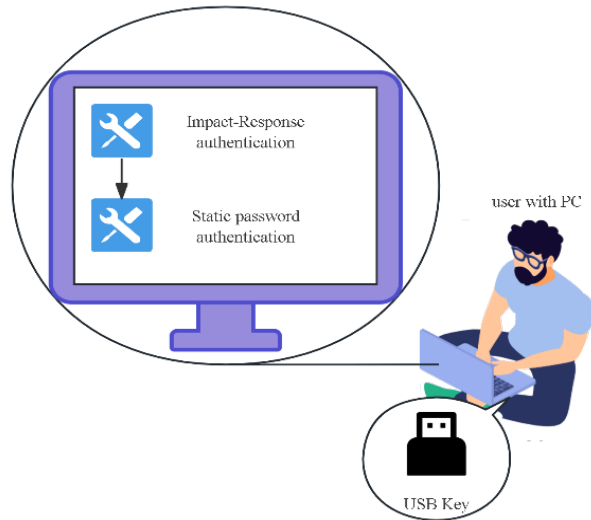 Impact-Response
authentication
Static password
authentication
user with PC
USB Key